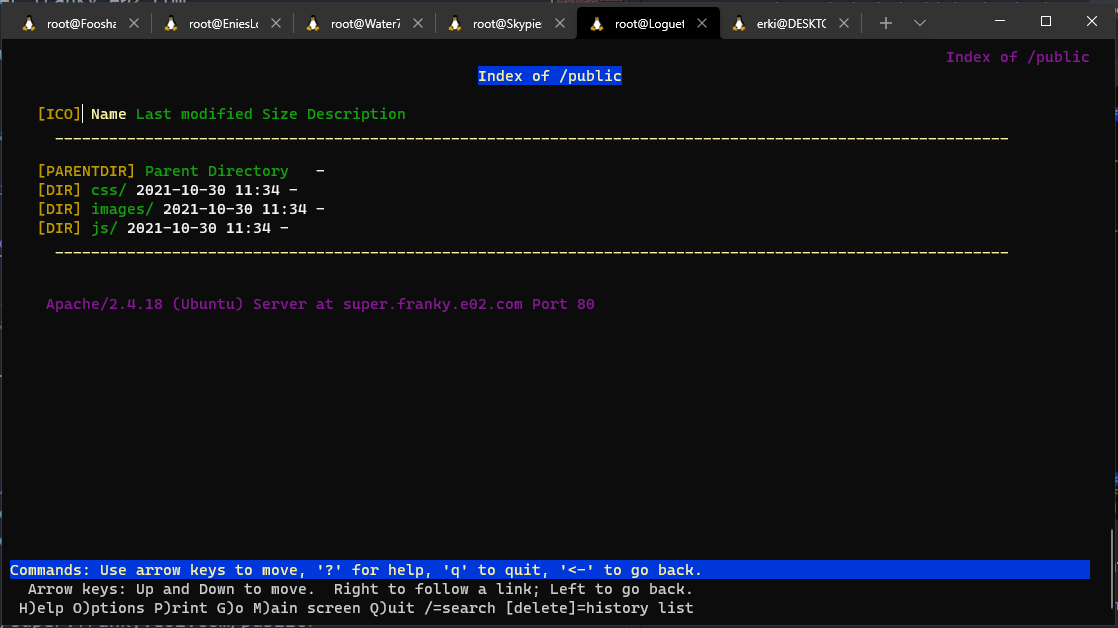 root@Foosha
root@EniesLo
root@Water7
root@Skypie
root@Loguet
erki@DESKTO
Index of /public
Index of /public
[ICO] Name Last modified Size Description
[PARENTDIR] Parent Directory   -
[DIR] css/ 2021-10-30 11:34 -
[DIR] images/ 2021-10-30 11:34 -
[DIR] js/ 2021-10-30 11:34 -
Apache/2.4.18 (Ubuntu) Server at super.franky.e02.com Port 80
Commands: Use arrow keys to move, '?' for help, 'q' to quit, '<-' to go back.
Arrow keys: Up and Down to move.  Right to follow a link; Left to go back.
H)elp O)ptions P)rint G)o M)ain screen Q)uit /=search [delete]=history list